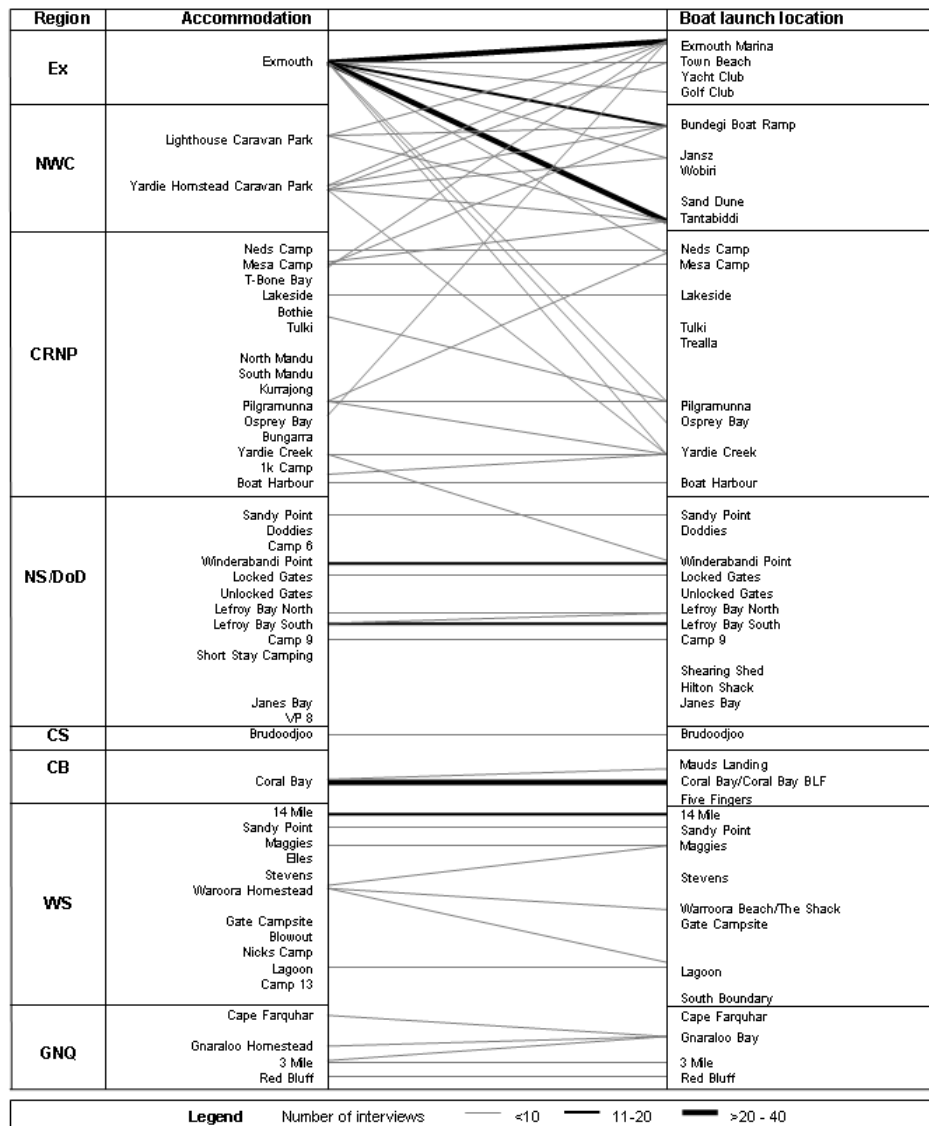 Region Accommodation Boat launch location
Ex
Exmouth
Exmouth Marina
Town Beach
Yacht Club
Golf Club
NWC
Lighthouse Caravan Park
Yardie Homstead Caravan Park
Bundegi Boat Ramp
Jansz
Wobiri
Sand Dune
Tantabiddi
CRNP
Neds Camp
Mesa Camp
T-Bone Bay
Lakeside
Bothie
Tulki
North Mandu
South Mandu
Kurrajong
Pilgramunna
Osprey Bay
Bungarra
Yardie Creek
1k Camp
Boat Harbour
Neds Camp
Mesa Camp
Lakeside
Tulki
Trealla
Pilgramunna
Osprey Bay
Yardie Creek
Boat Harbour
NS/DoD
Sandy Point
Doddies
Camp 6
Winderabandi Point
Locked Gates
Unlocked Gates
Lefroy Bay North
Lefroy Bay South
Camp 9
Short Stay Camping
Janes Bay
VP 8
Sandy Point
Doddies
Winderabandi Point
Locked Gates
Unlocked Gates
Lefroy Bay North
Lefroy Bay South
Camp 9
Shearing Shed
Hilton Shack
Janes Bay
CS
Brudoodjoo
Brudoodjoo
CB
Coral Bay
Mauds Landing
Coral Bay/Coral Bay BLF
Five Fingers
WS
14 Mile
Sandy Point
Maggies
Elles
Stevens
Waroora Homestead
Gate Campsite
Blowout
Nicks Camp
Lagoon
Camp 13
14 Mile
Sandy Point
Maggies
Stevens
Warroora Beach/The Shack
Gate Campsite
Lagoon
South Boundary
GNQ
Cape Farquhar
Gnaraloo Homestead
3 Mile
Red Bluff
Cape Farquhar
Gnaraloo Bay
3 Mile
Red Bluff
Legend Number of interviews <10 11-20 >20 - 40